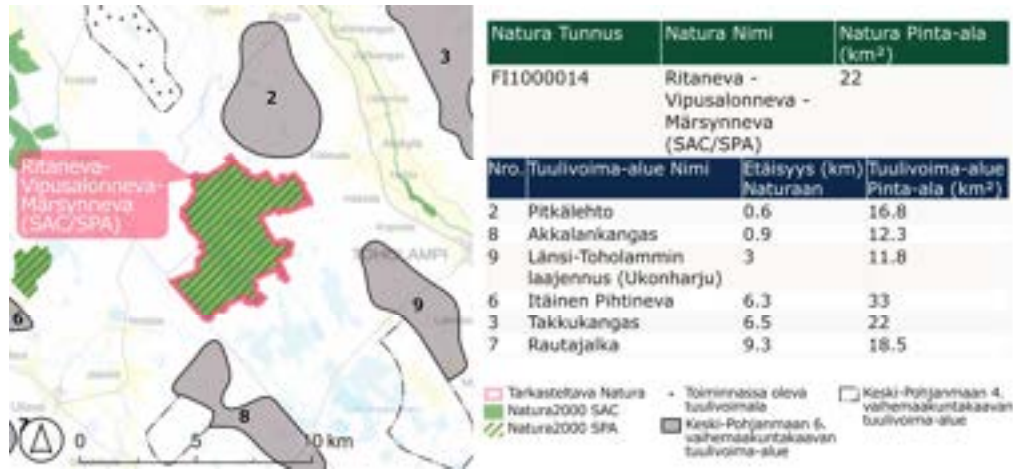 2
3
Ritaneva-
Vipusalonneva-
Märsynneva
(SAC/SPA)
TOHOLAMPI
9
6
8
7
0 5 10 km
Natura Tunnus Natura Nimi Natura Pinta-ala
(km²)
FI1000014 Ritaneva - 22
Vipusalonneva -
Märsynneva
(SAC/SPA)
Nro. Tuulivoima-alue Nimi Etäisyys (km) Tuulivoima-alue
Naturaan Pinta-ala (km²)
2 Pitkälehto 0.6 16.8
8 Akkalankangas 0.9 12.3
9 Länsi-Toholammin 3 11.8
laajennus (Ukonharju)
6 Itäinen Pihtineva 6.3 33
3 Takkukangas 6.5 22
7 Rautajalka 9.3 18.5
Tarkasteltava Natura
Natura2000 SAC
Natura2000 SPA
Toiminnassa oleva
tuulivoimala
Keski-Pohjanmaan 6.
vaihemaakuntakaavan
tuulivoima-alue
Keski-Pohjanmaan 4.
vaihemaakuntakaavan
tuulivoima-alue